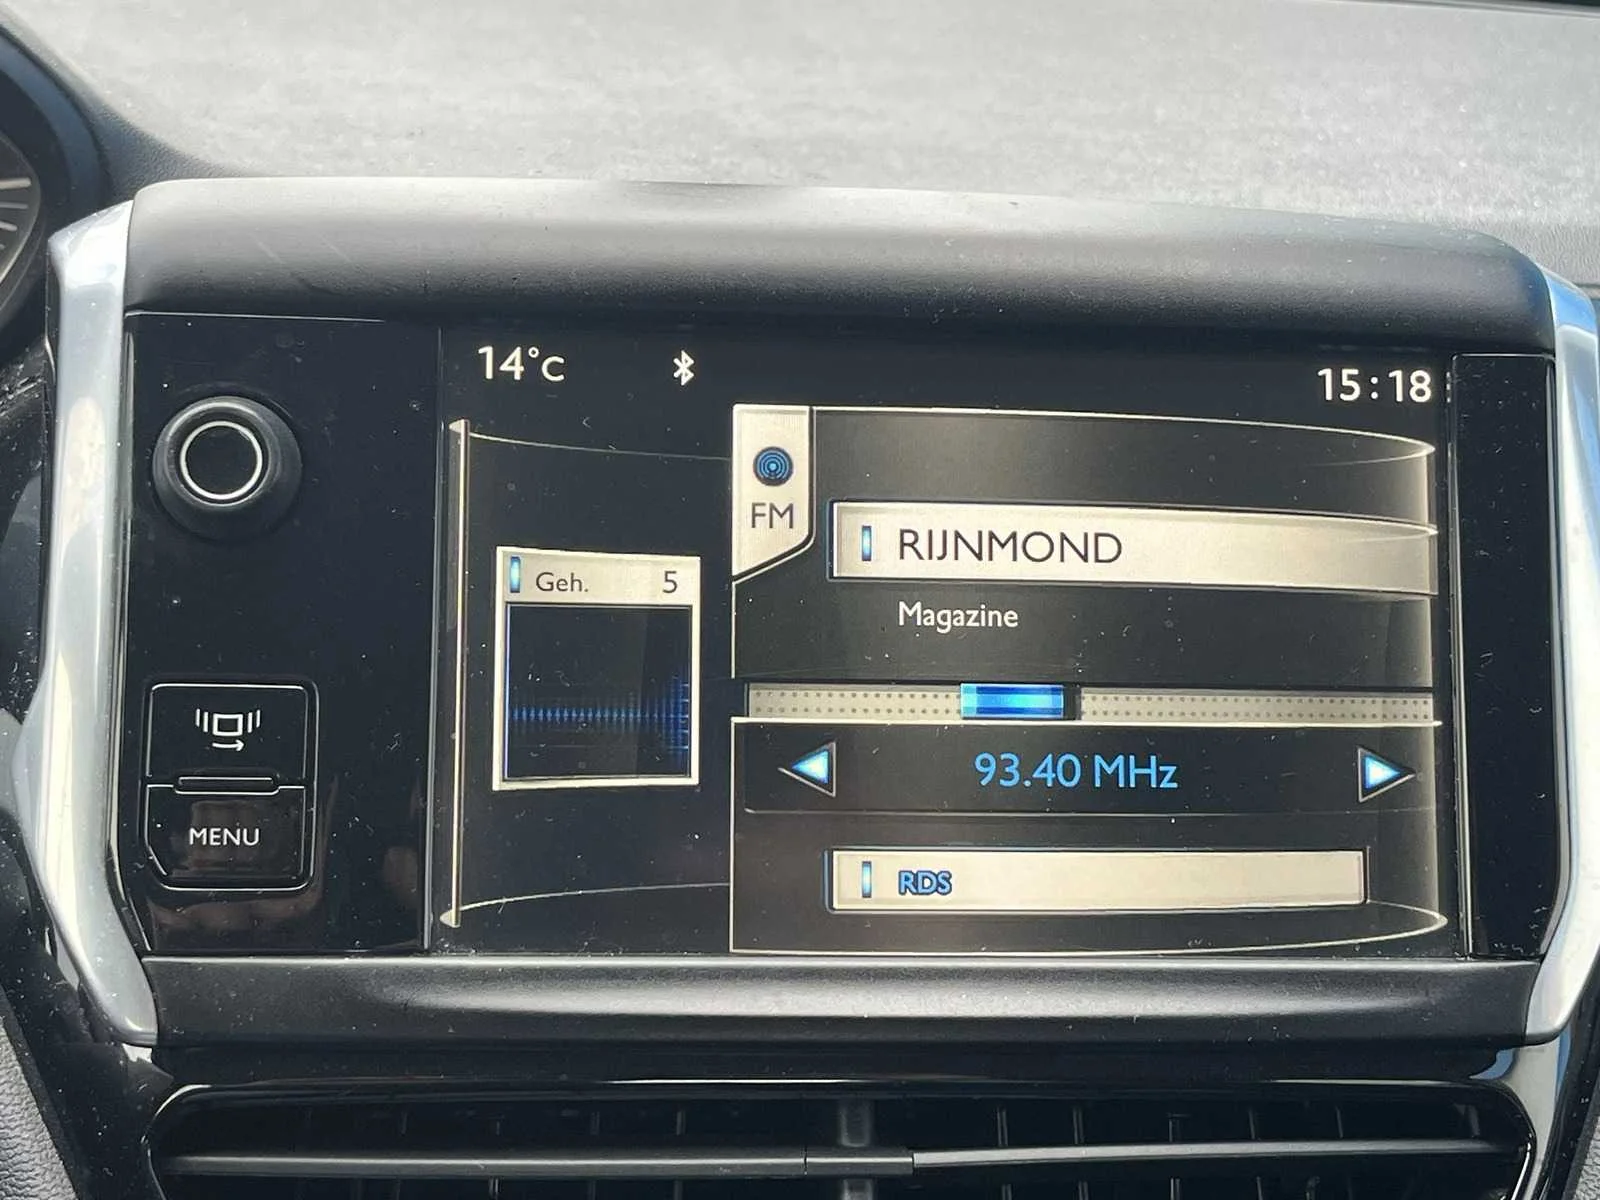 14°C
15:18
FM
RIJNMOND
Geh. 5
Magazine
93.40 MHz
MENU
RDS